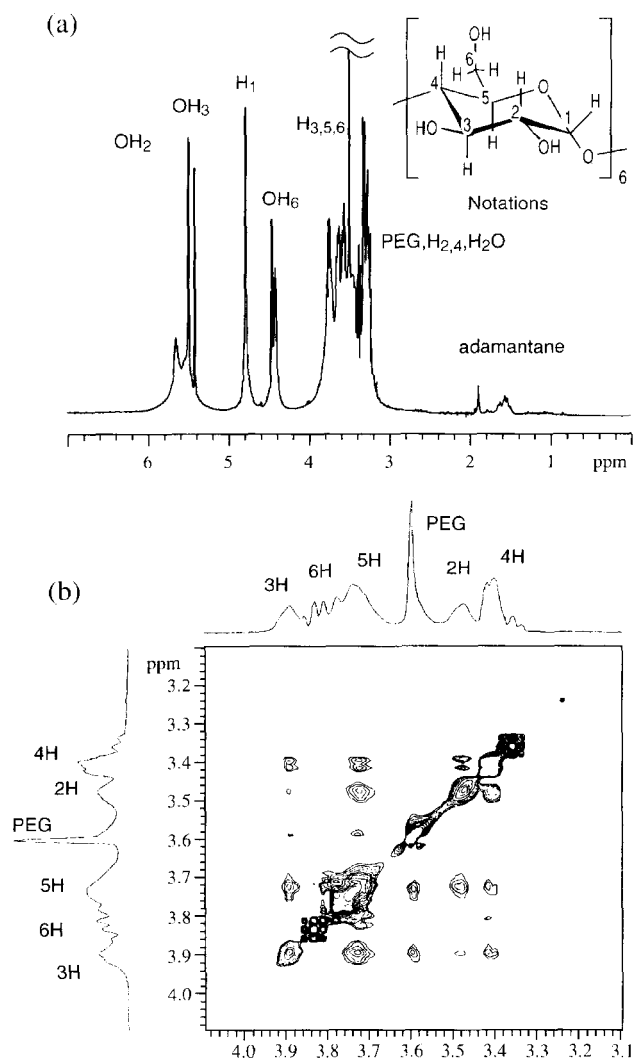 (a)
OH
6
H
H
H
4
5
O
H
H
2
3
1
HO
OH
H
H
O
6
Notations
OH2
OH3
H1
OH6
H3,5,6
PEG,H2,4,H2O
adamantane
6 5 4 3 2 1 ppm
(b)
3H
6H
5H
PEG
2H
4H
ppm
3.2
3.3
3.4
3.5
3.6
3.7
3.8
3.9
4.0
4H
2H
PEG
5H
6H
3H
4.0 3.9 3.8 3.7 3.6 3.5 3.4 3.3 3.2 3.1